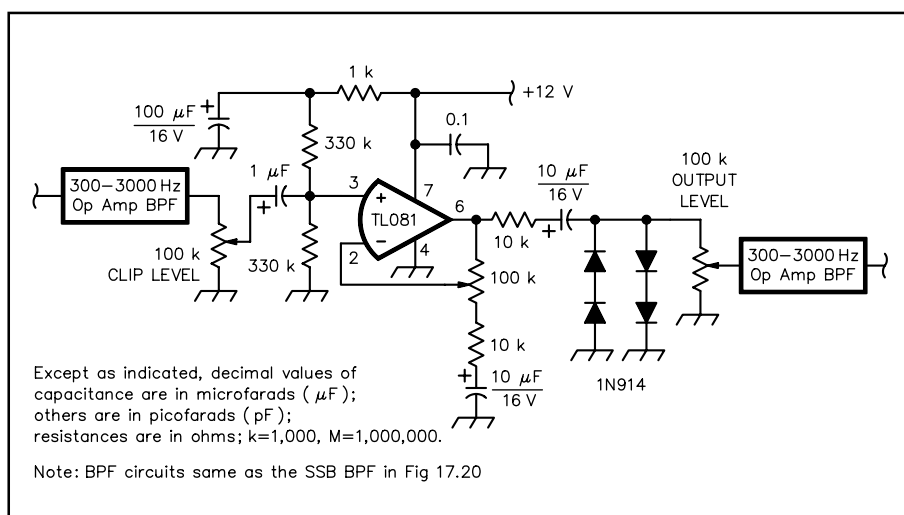 1 k
+12 V
100 µF
16 V
330 k
0.1
1 µF
10 µF
16 V
100 k
OUTPUT
LEVEL
300–3000 Hz
Op Amp BPF
3
+
7
TL081
6
–
2
4
10 k
100 k
CLIP LEVEL
330 k
100 k
300–3000 Hz
Op Amp BPF
10 k
1N914
10 µF
16 V
Except as indicated, decimal values of
capacitance are in microfarads ( µF);
others are in picofarads ( pF);
resistances are in ohms; k=1,000, M=1,000,000.
Note: BPF circuits same as the SSB BPF in Fig 17.20